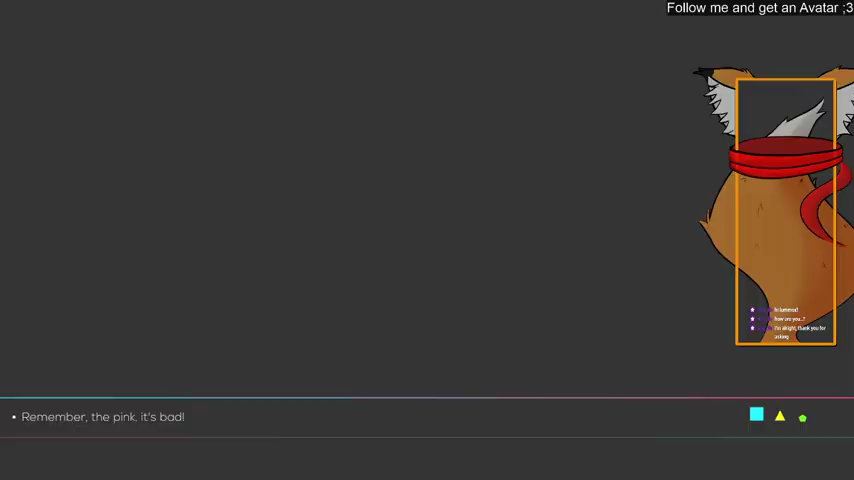 Follow me and get an Avatar ;3
hi lummros!
how are you..?
I'm alright, thank you for
asking
• Remember, the pink. it's bad!